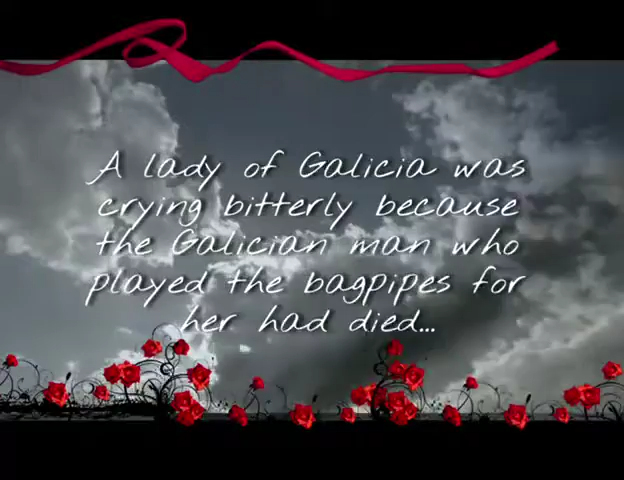 A lady of Galicia was
crying bitterly because
the Galician man who
played the bagpipes for
her had died...